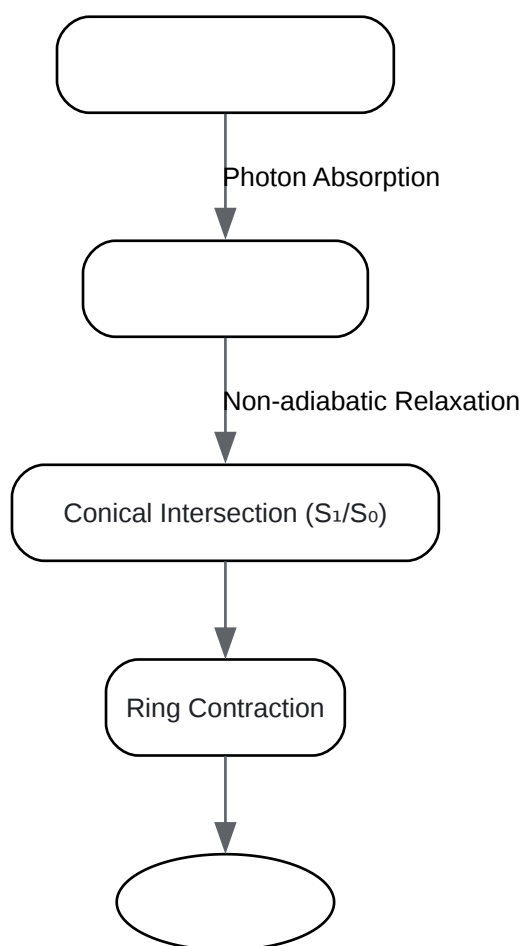 Photon Absorption
Non-adiabatic Relaxation
Conical Intersection (S₁/S₀)
Ring Contraction